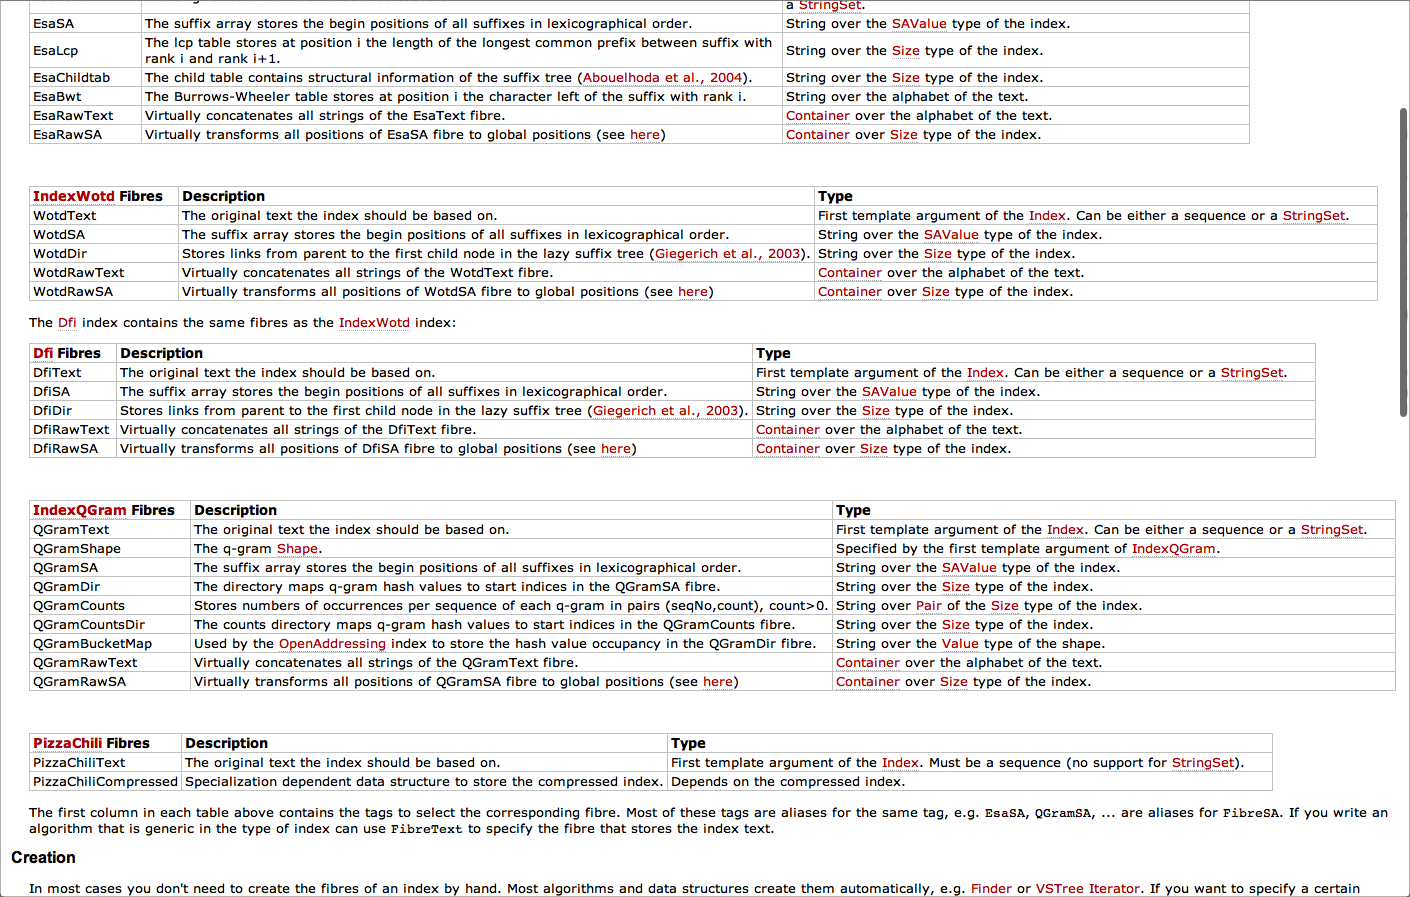 a StringSet.
EsaSA The suffix array stores the begin positions of all suffixes in lexicographical order. String over the SAValue type of the index.
EsaLcp The lcp table stores at position i the length of the longest common prefix between suffix with rank i and rank i+1. String over the Size type of the index.
EsaChildtab The child table contains structural information of the suffix tree (Abouelhoda et al., 2004). String over the Size type of the index.
EsaBwt The Burrows-Wheeler table stores at position i the character left of the suffix with rank i. String over the alphabet of the text.
EsaRawText Virtually concatenates all strings of the EsaText fibre. Container over the alphabet of the text.
EsaRawSA Virtually transforms all positions of EsaSA fibre to global positions (see here) Container over Size type of the index.
IndexWotd Fibres Description Type
WotdText The original text the index should be based on. First template argument of the Index. Can be either a sequence or a StringSet.
WotdSA The suffix array stores the begin positions of all suffixes in lexicographical order. String over the SAValue type of the index.
WotdDir Stores links from parent to the first child node in the lazy suffix tree (Giegerich et al., 2003). String over the Size type of the index.
WotdRawText Virtually concatenates all strings of the WotdText fibre. Container over the alphabet of the text.
WotdRawSA Virtually transforms all positions of WotdSA fibre to global positions (see here) Container over Size type of the index.
The Dfi index contains the same fibres as the IndexWotd index:
Dfi Fibres Description Type
DfiText The original text the index should be based on. First template argument of the Index. Can be either a sequence or a StringSet.
DfiSA The suffix array stores the begin positions of all suffixes in lexicographical order. String over the SAValue type of the index.
DfiDir Stores links from parent to the first child node in the lazy suffix tree (Giegerich et al., 2003). String over the Size type of the index.
DfiRawText Virtually concatenates all strings of the DfiText fibre. Container over the alphabet of the text.
DfiRawSA Virtually transforms all positions of DfiSA fibre to global positions (see here) Container over Size type of the index.
IndexQGram Fibres Description Type
QGramText The original text the index should be based on. First template argument of the Index. Can be either a sequence or a StringSet.
QGramShape The q-gram Shape. Specified by the first template argument of IndexQGram.
QGramSA The suffix array stores the begin positions of all suffixes in lexicographical order. String over the SAValue type of the index.
QGramDir The directory maps q-gram hash values to start indices in the QGramSA fibre. String over the Size type of the index.
QGramCounts Stores numbers of occurrences per sequence of each q-gram in pairs (seqNo,count), count>0. String over Pair of the Size type of the index.
QGramCountsDir The counts directory maps q-gram hash values to start indices in the QGramCounts fibre. String over the Size type of the index.
QGramBucketMap Used by the OpenAddressing index to store the hash value occupancy in the QGramDir fibre. String over the Value type of the shape.
QGramRawText Virtually concatenates all strings of the QGramText fibre. Container over the alphabet of the text.
QGramRawSA Virtually transforms all positions of QGramSA fibre to global positions (see here) Container over Size type of the index.
PizzaChili Fibres Description Type
PizzaChiliText The original text the index should be based on. First template argument of the Index. Must be a sequence (no support for StringSet).
PizzaChiliCompressed Specialization dependent data structure to store the compressed index. Depends on the compressed index.
The first column in each table above contains the tags to select the corresponding fibre. Most of these tags are aliases for the same tag, e.g. EsaSA, QGramSA, ... are aliases for FibreSA. If you write an
algorithm that is generic in the type of index can use FibreText to specify the fibre that stores the index text.
Creation
In most cases you don't need to create the fibres of an index by hand. Most algorithms and data structures create them automatically, e.g. Finder or VSTree Iterator. If you want to specify a certain